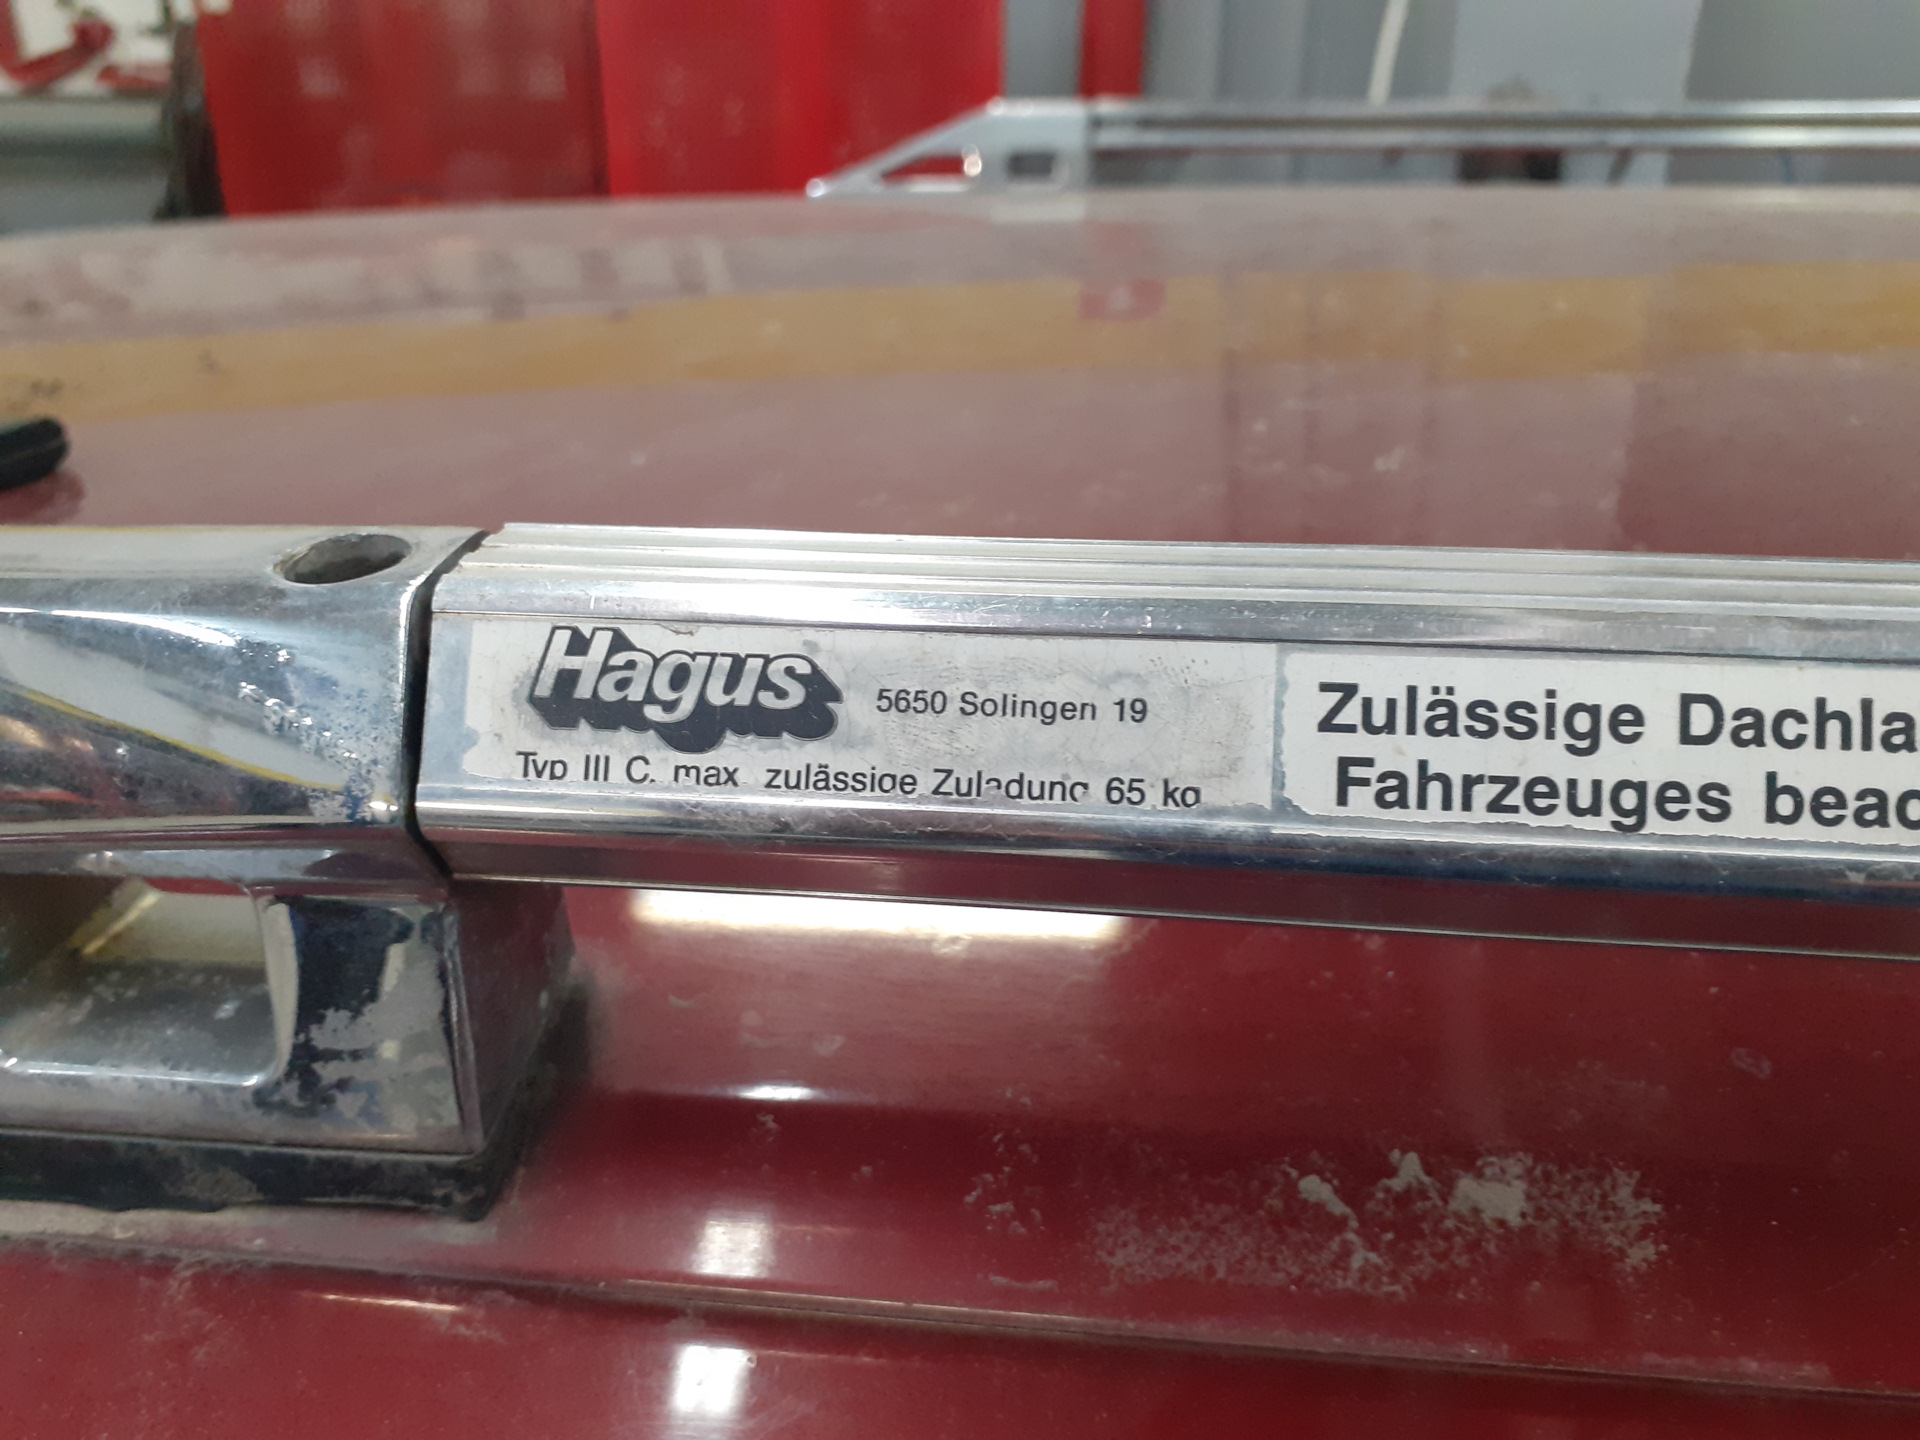 Hagus
5650 Solingen 19
Typ III C. max. zulässige Zuladung 65 kg
Zulässige Dachla
Fahrzeuges beac